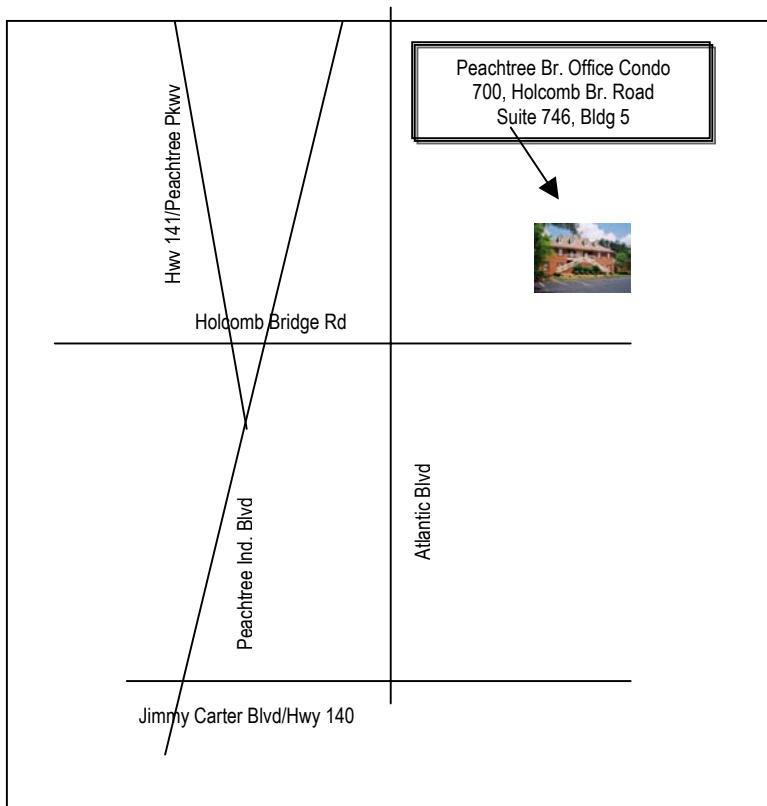 Peachtree Br. Office Condo
700, Holcomb Br. Road
Suite 746, Bldg 5
Hwy 141/Peachtree Pkwy
Holcomb Bridge Rd
Peachtree Ind. Blvd
Atlantic Blvd
Jimmy Carter Blvd/Hwy 140